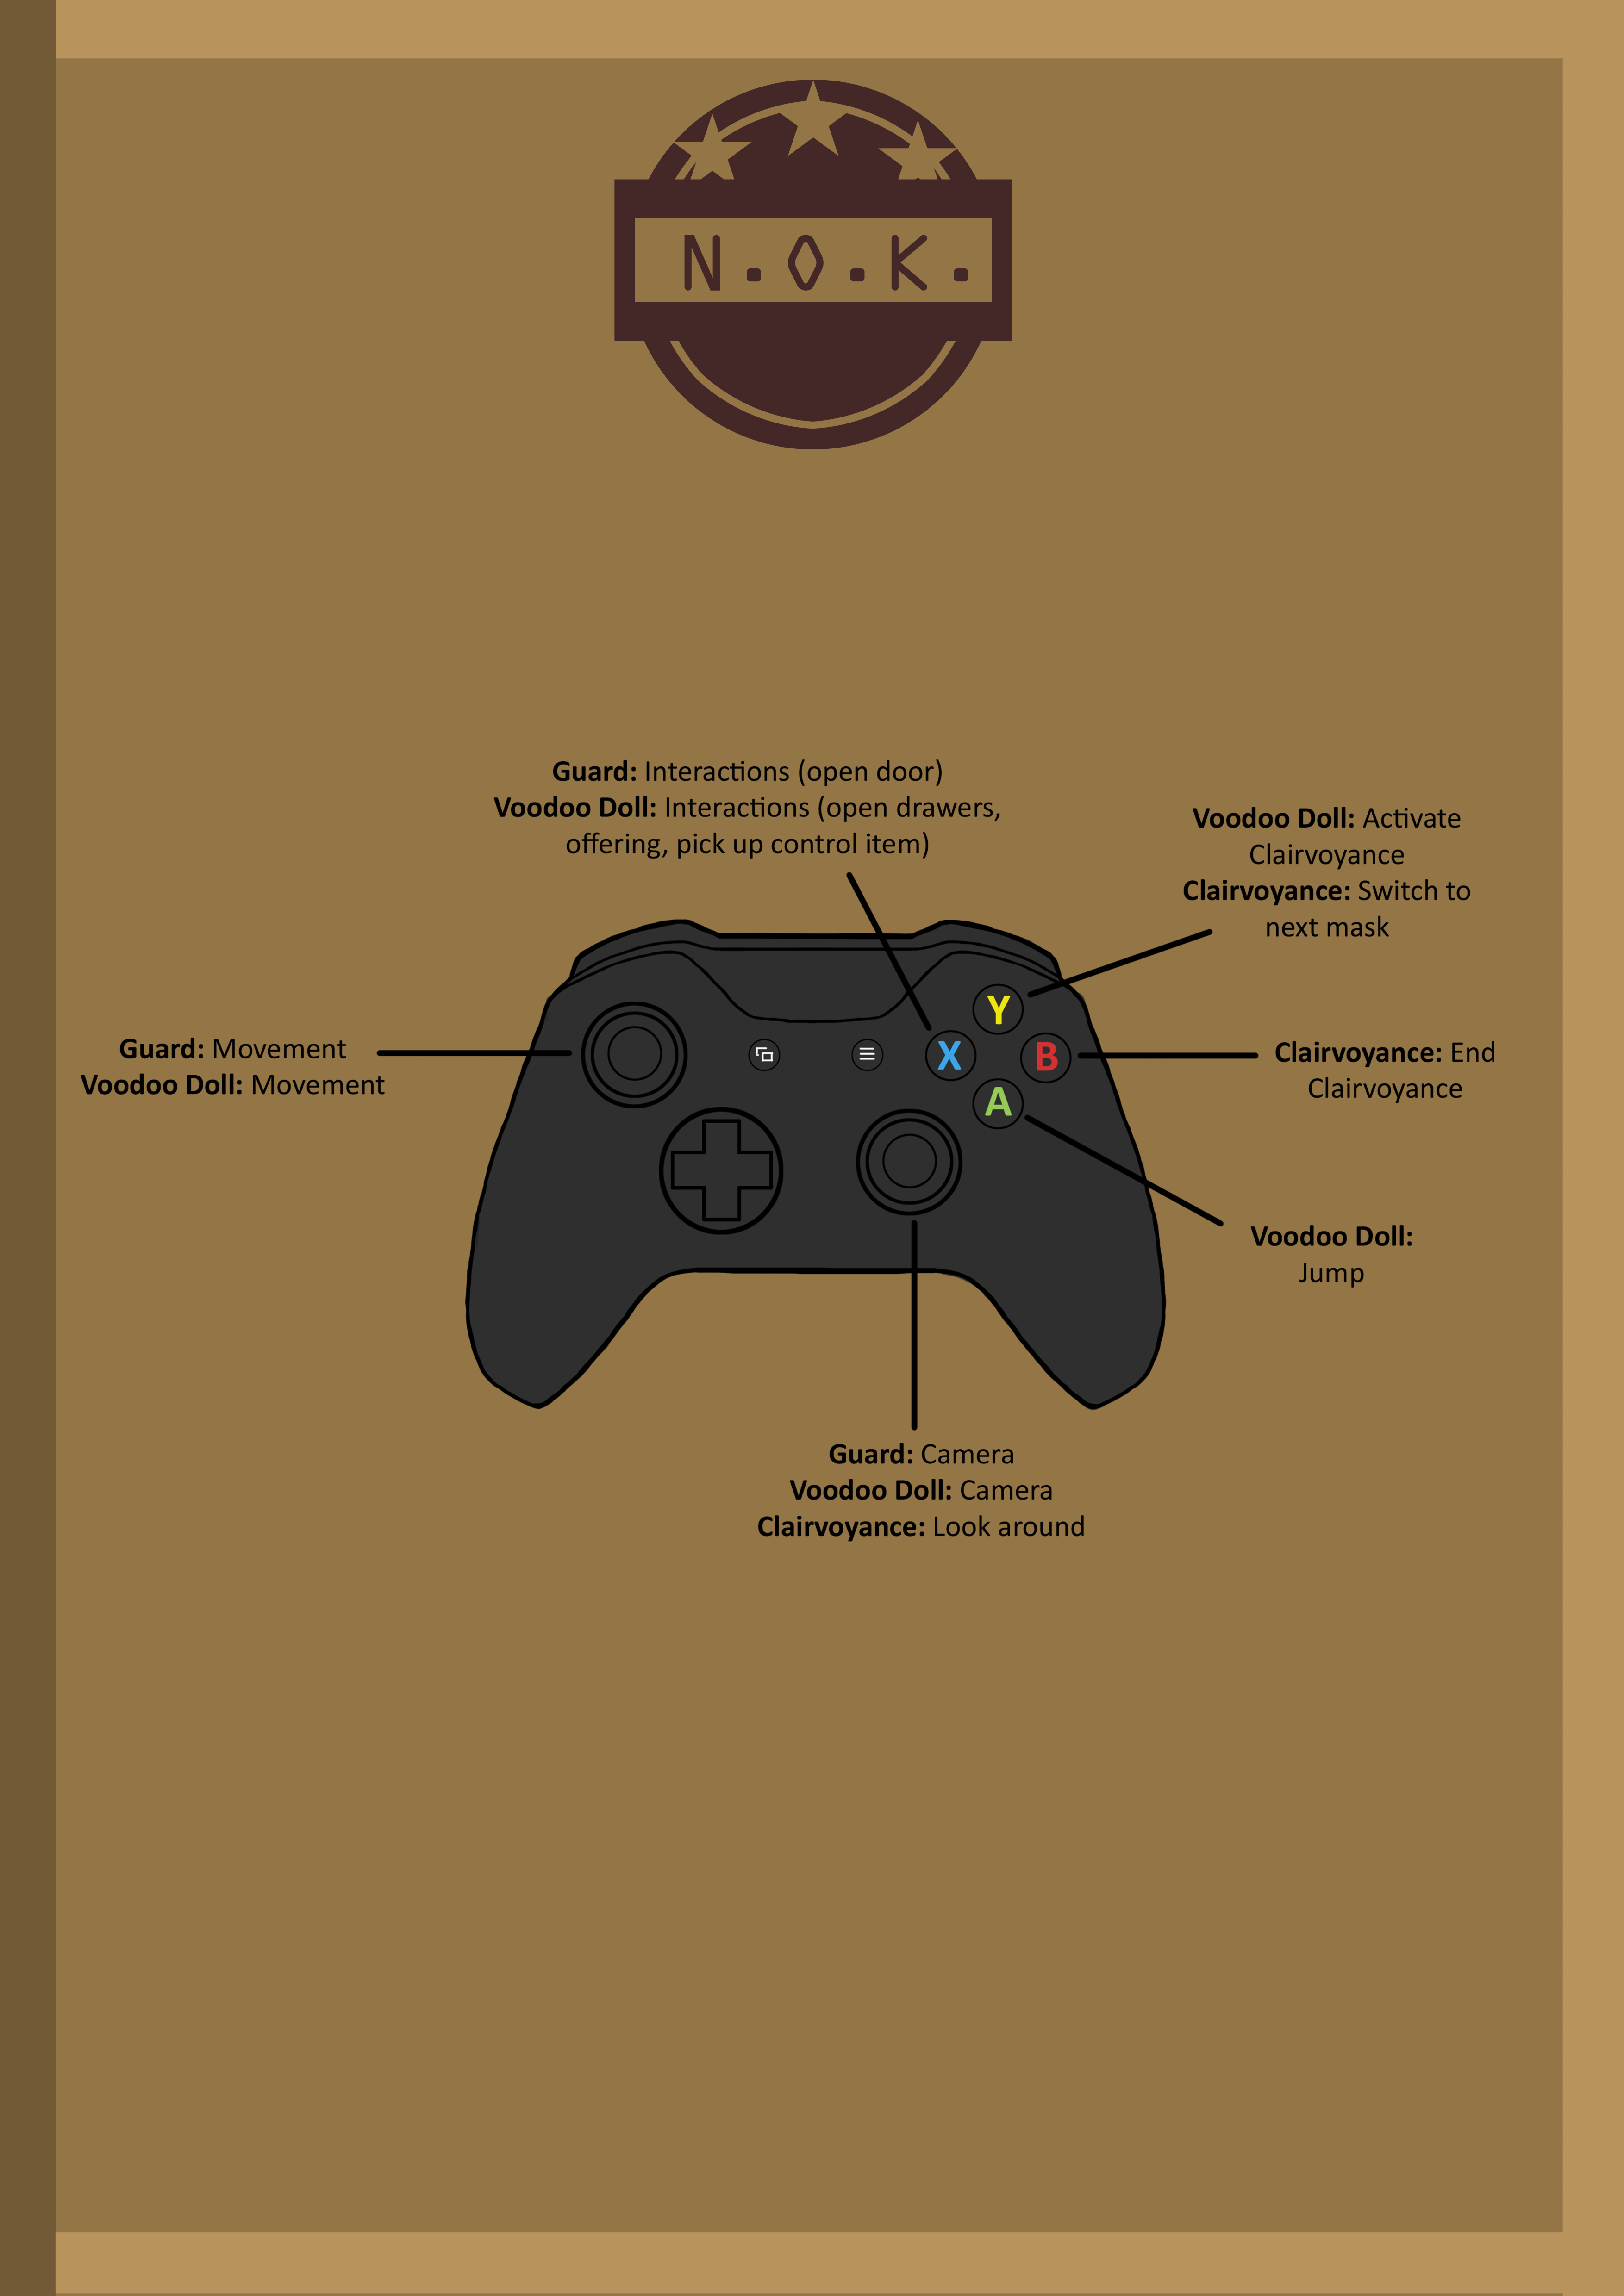 N.O.K.
Guard: Interactions (open door)
Voodoo Doll: Interactions (open drawers,
offering, pick up control item)
Voodoo Doll: Activate
Clairvoyance
Clairvoyance: Switch to
next mask
Guard: Movement
Voodoo Doll: Movement
Y
X
B
A
Clairvoyance: End
Clairvoyance
Voodoo Doll:
Jump
Guard: Camera
Voodoo Doll: Camera
Clairvoyance: Look around